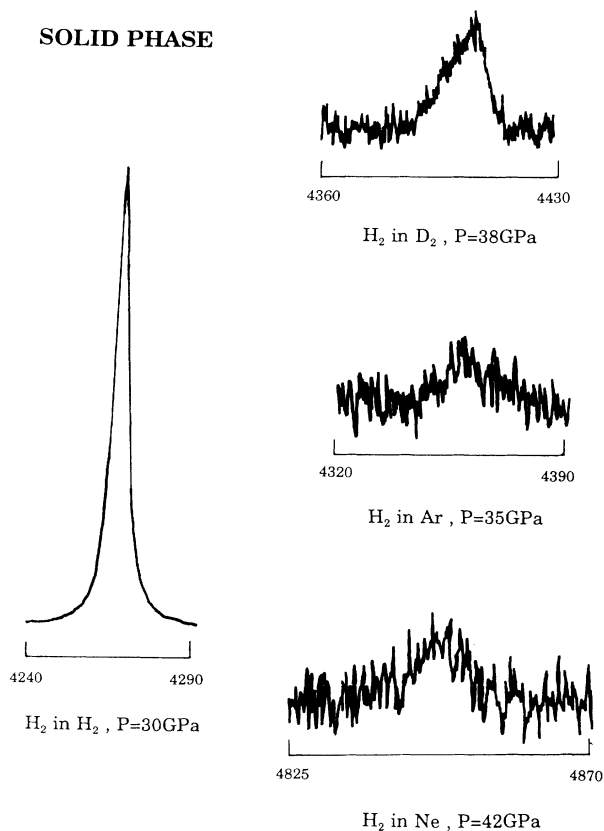 SOLID PHASE
4360 4430
H₂ in D₂ , P=38GPa
4320 4390
H₂ in Ar , P=35GPa
4240 4290
H₂ in H₂ , P=30GPa
4825 4870
H₂ in Ne , P=42GPa